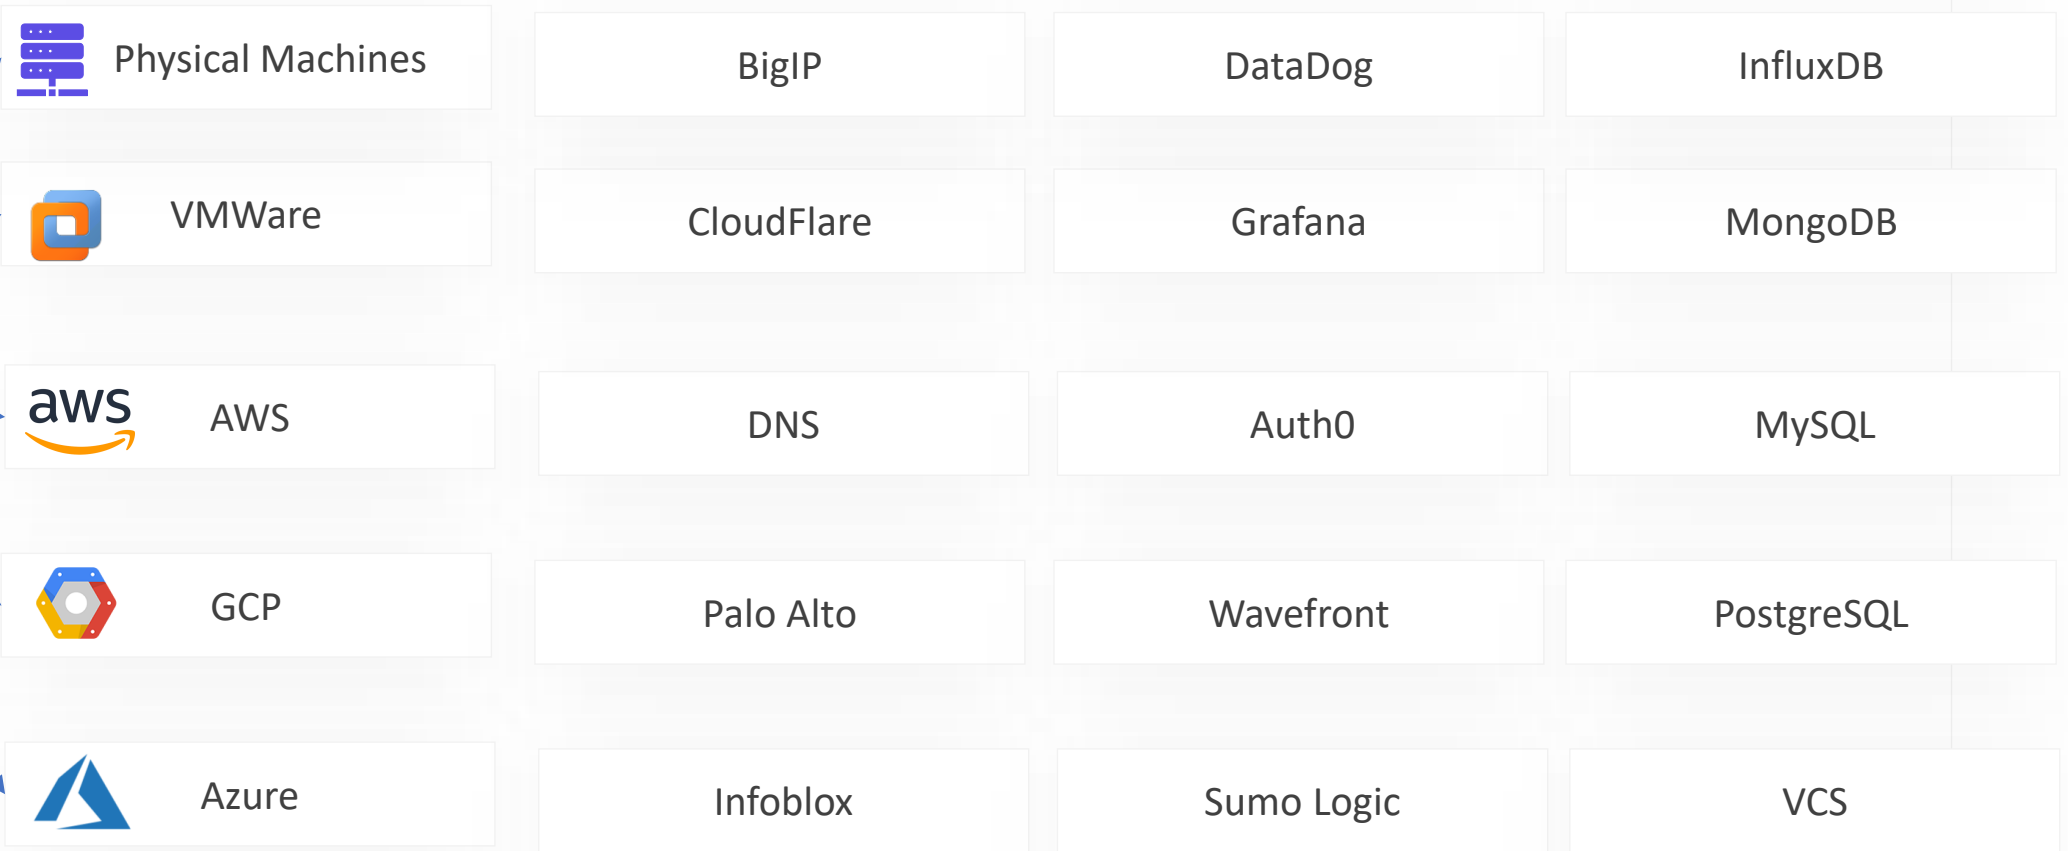 Physical Machines
BigIP
DataDog
InfluxDB
VMWare
CloudFlare
Grafana
MongoDB
aws
AWS
DNS
Auth0
MySQL
GCP
Palo Alto
Wavefront
PostgreSQL
Azure
Infoblox
Sumo Logic
VCS